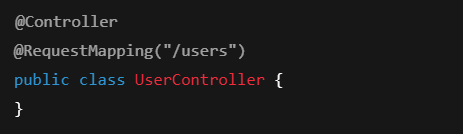 @Controller
@RequestMapping("/users")
public class UserController {
}